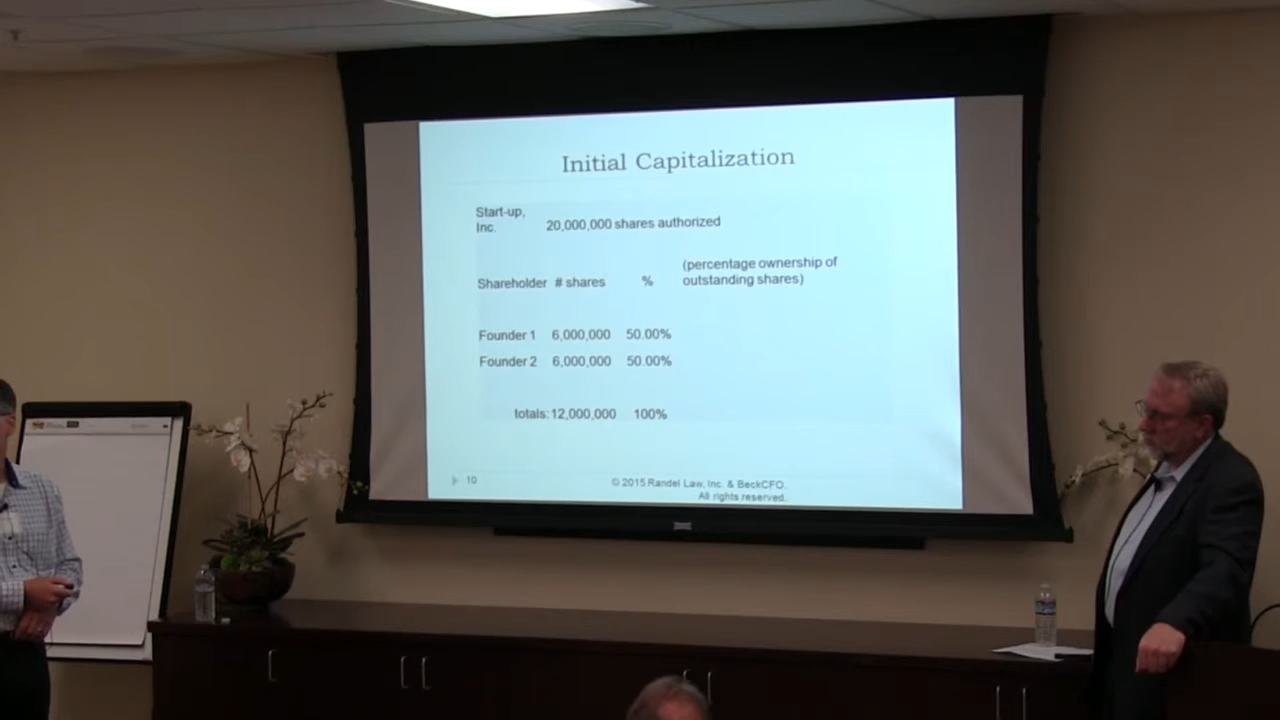 Initial Capitalization
Start-up,
Inc.
20,000,000 shares authorized
(percentage ownership of
outstanding shares)
Shareholder # shares %
Founder 1 6,000,000 50.00%
Founder 2 6,000,000 50.00%
totals: 12,000,000 100%
10
© 2015 Randel Law, Inc. & BeckCFO.
All rights reserved.